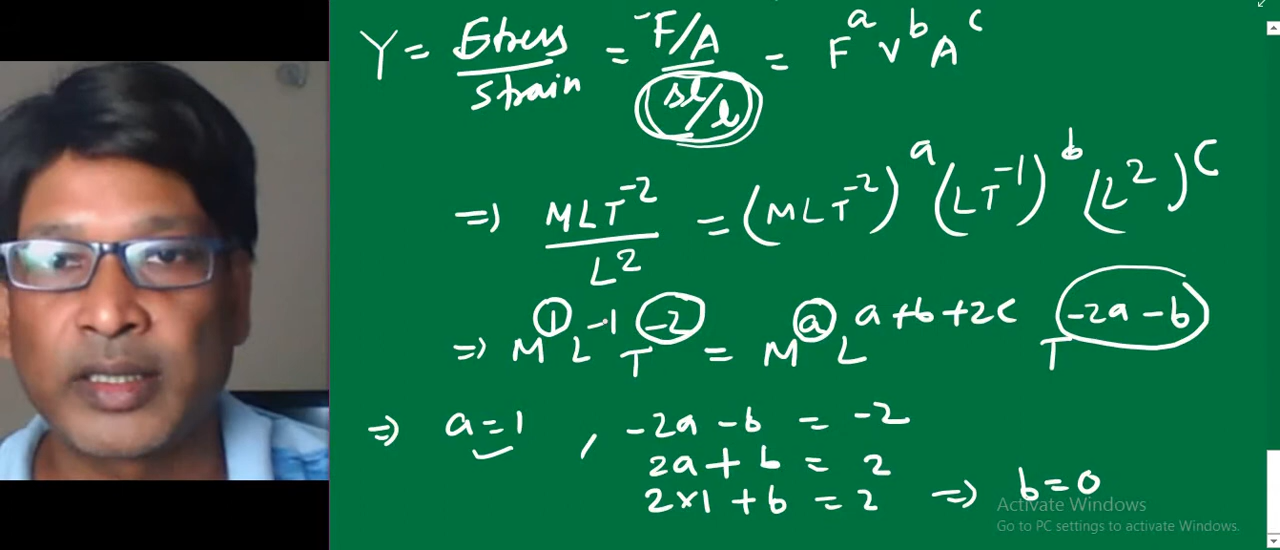 Y = Stress/strain = F/A / Δl/l = F^a v^b A^c
=> MLT^-2 / L^2 = (MLT^-2)^a (LT^-1)^b (L^2)^c
=> M^1 L^-1 T^-2 = M^a L^a+b+2c T^-2a-b
=> a=1 , -2a - b = -2
2a + b = 2
2×1 + b = 2 => b=0
Activate Windows
Go to PC settings to activate Windows.